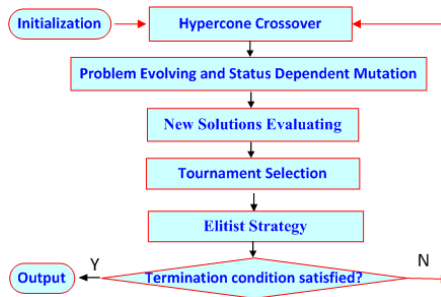 Initialization
Hypercone Crossover
Problem Evolving and Status Dependent Mutation
New Solutions Evaluating
Tournament Selection
Elitist Strategy
Termination condition satisfied?
Y
N
Output